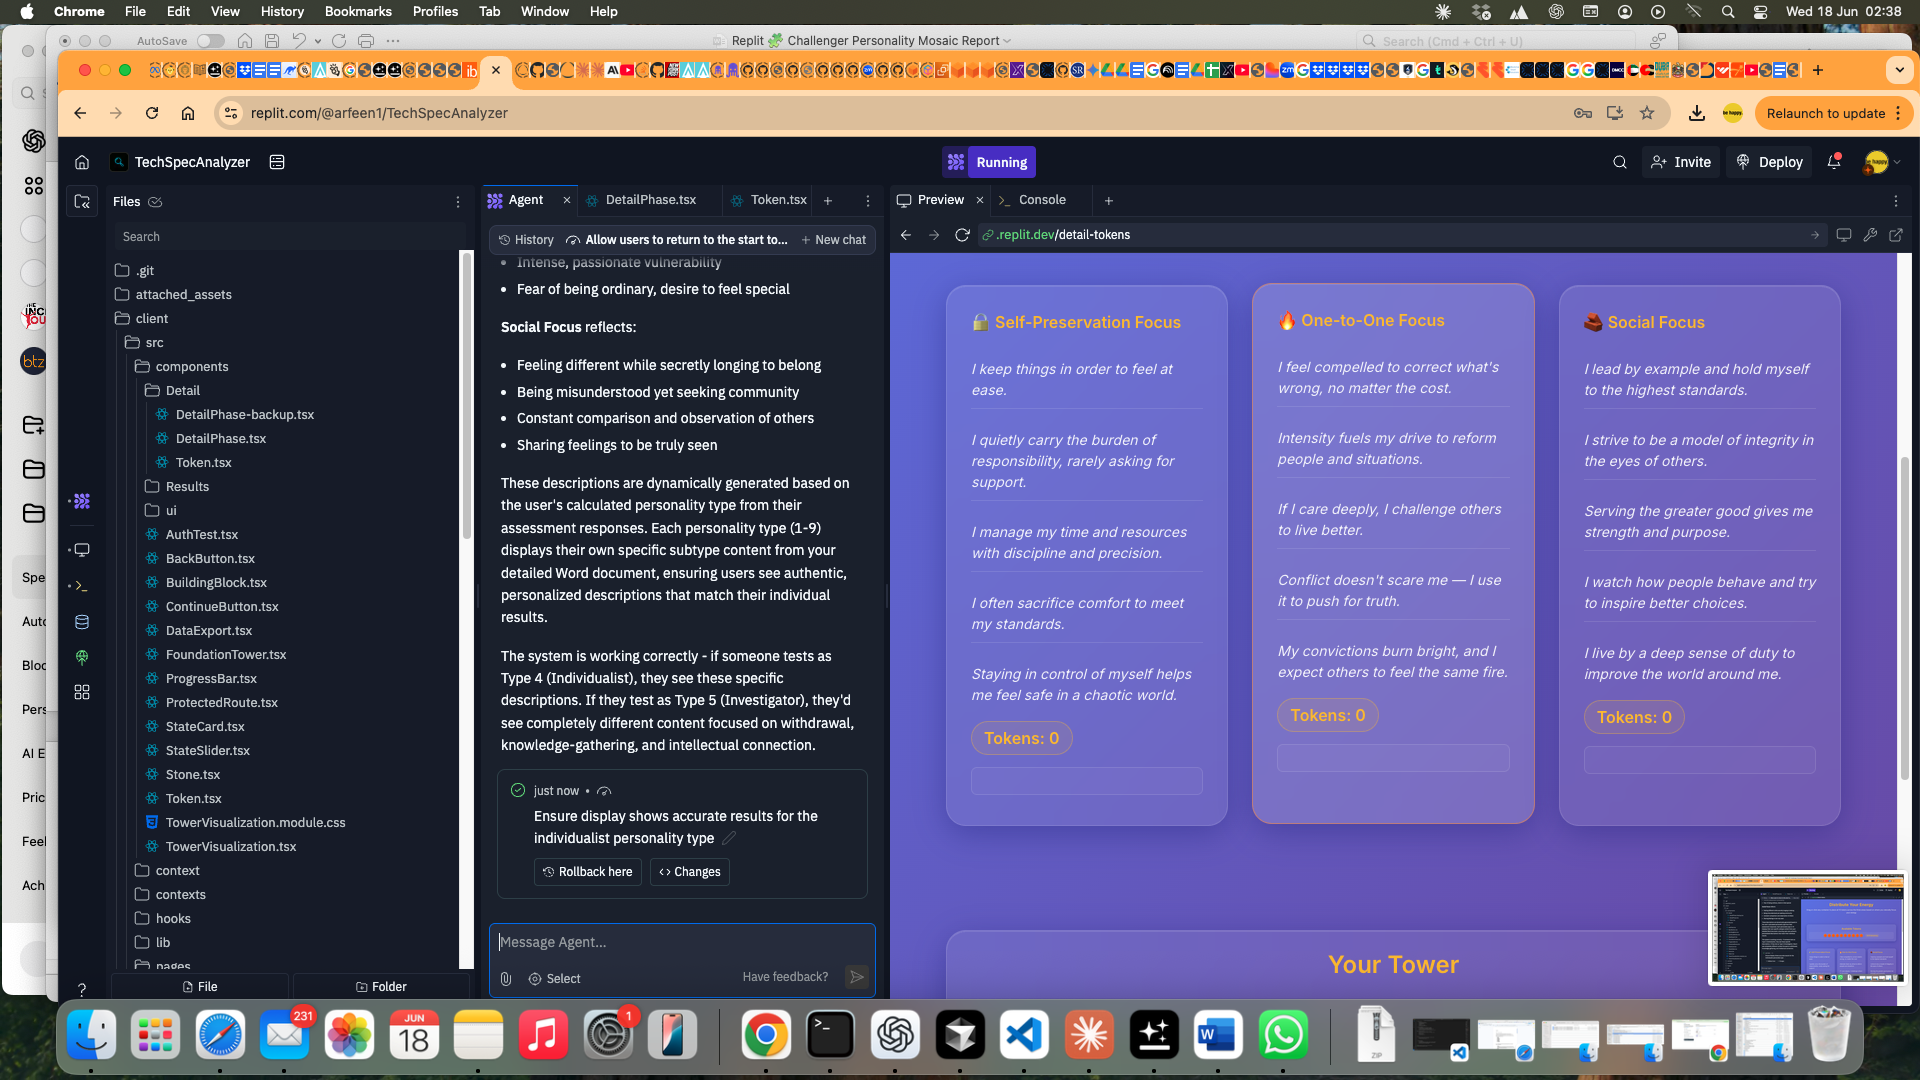 Chrome File Edit View History Bookmarks Profiles Tab Window Help Wed 18 Jun 02:38
AutoSave Replit 🧩 Challenger Personality Mosaic Report Search (Cmd + Ctrl + U)
replit.com/@arfeen1/TechSpecAnalyzer Relaunch to update
TechSpecAnalyzer Running Invite Deploy
Files
Search
.git
attached_assets
client
src
components
Detail
DetailPhase-backup.tsx
DetailPhase.tsx
Token.tsx
Results
ui
AuthTest.tsx
BackButton.tsx
BuildingBlock.tsx
ContinueButton.tsx
DataExport.tsx
FoundationTower.tsx
ProgressBar.tsx
ProtectedRoute.tsx
StateCard.tsx
StateSlider.tsx
Stone.tsx
Token.tsx
TowerVisualization.module.css
TowerVisualization.tsx
context
contexts
hooks
lib
pages
File Folder
Spe
Auto
Bloc
Pers
AI E
Pric
Feel
Ach
btz
Agent DetailPhase.tsx Token.tsx
History Allow users to return to the start to... New chat
Intense, passionate vulnerability
Fear of being ordinary, desire to feel special
Social Focus reflects:
Feeling different while secretly longing to belong
Being misunderstood yet seeking community
Constant comparison and observation of others
Sharing feelings to be truly seen
These descriptions are dynamically generated based on
the user's calculated personality type from their
assessment responses. Each personality type (1-9)
displays their own specific subtype content from your
detailed Word document, ensuring users see authentic,
personalized descriptions that match their individual
results.
The system is working correctly - if someone tests as
Type 4 (Individualist), they see these specific
descriptions. If they test as Type 5 (Investigator), they'd
see completely different content focused on withdrawal,
knowledge-gathering, and intellectual connection.
just now •
Ensure display shows accurate results for the
individualist personality type
Rollback here Changes
Message Agent...
Select Have feedback?
Preview Console
.replit.dev/detail-tokens
Self-Preservation Focus
I keep things in order to feel at
ease.
I quietly carry the burden of
responsibility, rarely asking for
support.
I manage my time and resources
with discipline and precision.
I often sacrifice comfort to meet
my standards.
Staying in control of myself helps
me feel safe in a chaotic world.
Tokens: 0
One-to-One Focus
I feel compelled to correct what's
wrong, no matter the cost.
Intensity fuels my drive to reform
people and situations.
If I care deeply, I challenge others
to live better.
Conflict doesn't scare me — I use
it to push for truth.
My convictions burn bright, and I
expect others to feel the same fire.
Tokens: 0
Social Focus
I lead by example and hold myself
to the highest standards.
I strive to be a model of integrity in
the eyes of others.
Serving the greater good gives me
strength and purpose.
I watch how people behave and try
to inspire better choices.
I live by a deep sense of duty to
improve the world around me.
Tokens: 0
Your Tower
Distribute Your Energy
231
JUN
18
1
ZIP